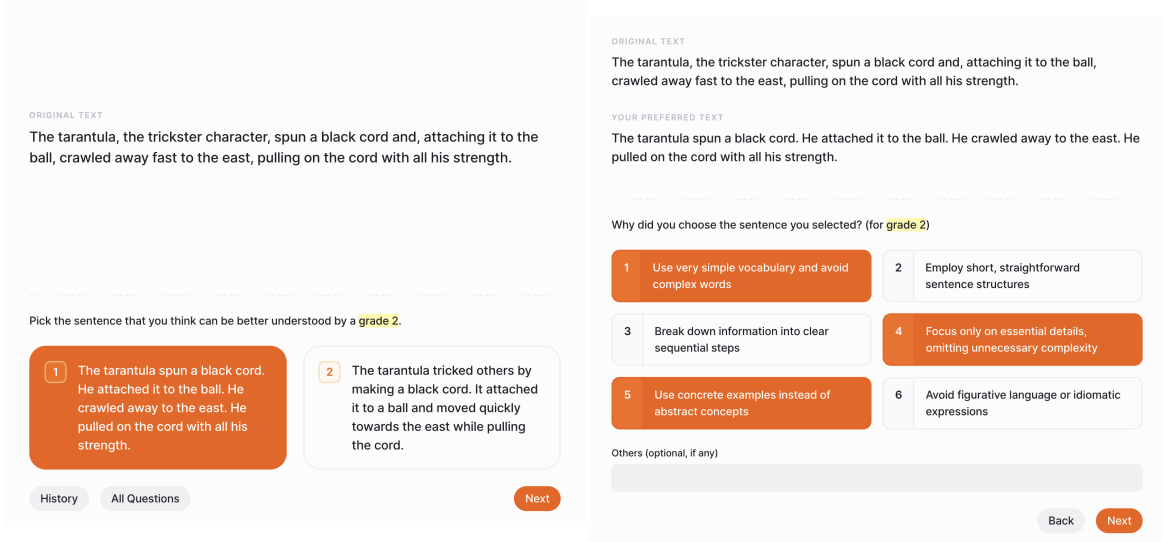 ORIGINAL TEXT
The tarantula, the trickster character, spun a black cord and, attaching it to the
ball, crawled away fast to the east, pulling on the cord with all his strength.
Pick the sentence that you think can be better understood by a grade 2.
1
The tarantula spun a black cord.
He attached it to the ball. He
crawled away to the east. He
pulled on the cord with all his
strength.
2
The tarantula tricked others by
making a black cord. It attached
it to a ball and moved quickly
towards the east while pulling
the cord.
History
All Questions
Next
ORIGINAL TEXT
The tarantula, the trickster character, spun a black cord and, attaching it to the ball,
crawled away fast to the east, pulling on the cord with all his strength.
YOUR PREFERRED TEXT
The tarantula spun a black cord. He attached it to the ball. He crawled away to the east. He
pulled on the cord with all his strength.
Why did you choose the sentence you selected? (for grade 2)
1
Use very simple vocabulary and avoid
complex words
2
Employ short, straightforward
sentence structures
3
Break down information into clear
sequential steps
4
Focus only on essential details,
omitting unnecessary complexity
5
Use concrete examples instead of
abstract concepts
6
Avoid figurative language or idiomatic
expressions
Others (optional, if any)
Back
Next